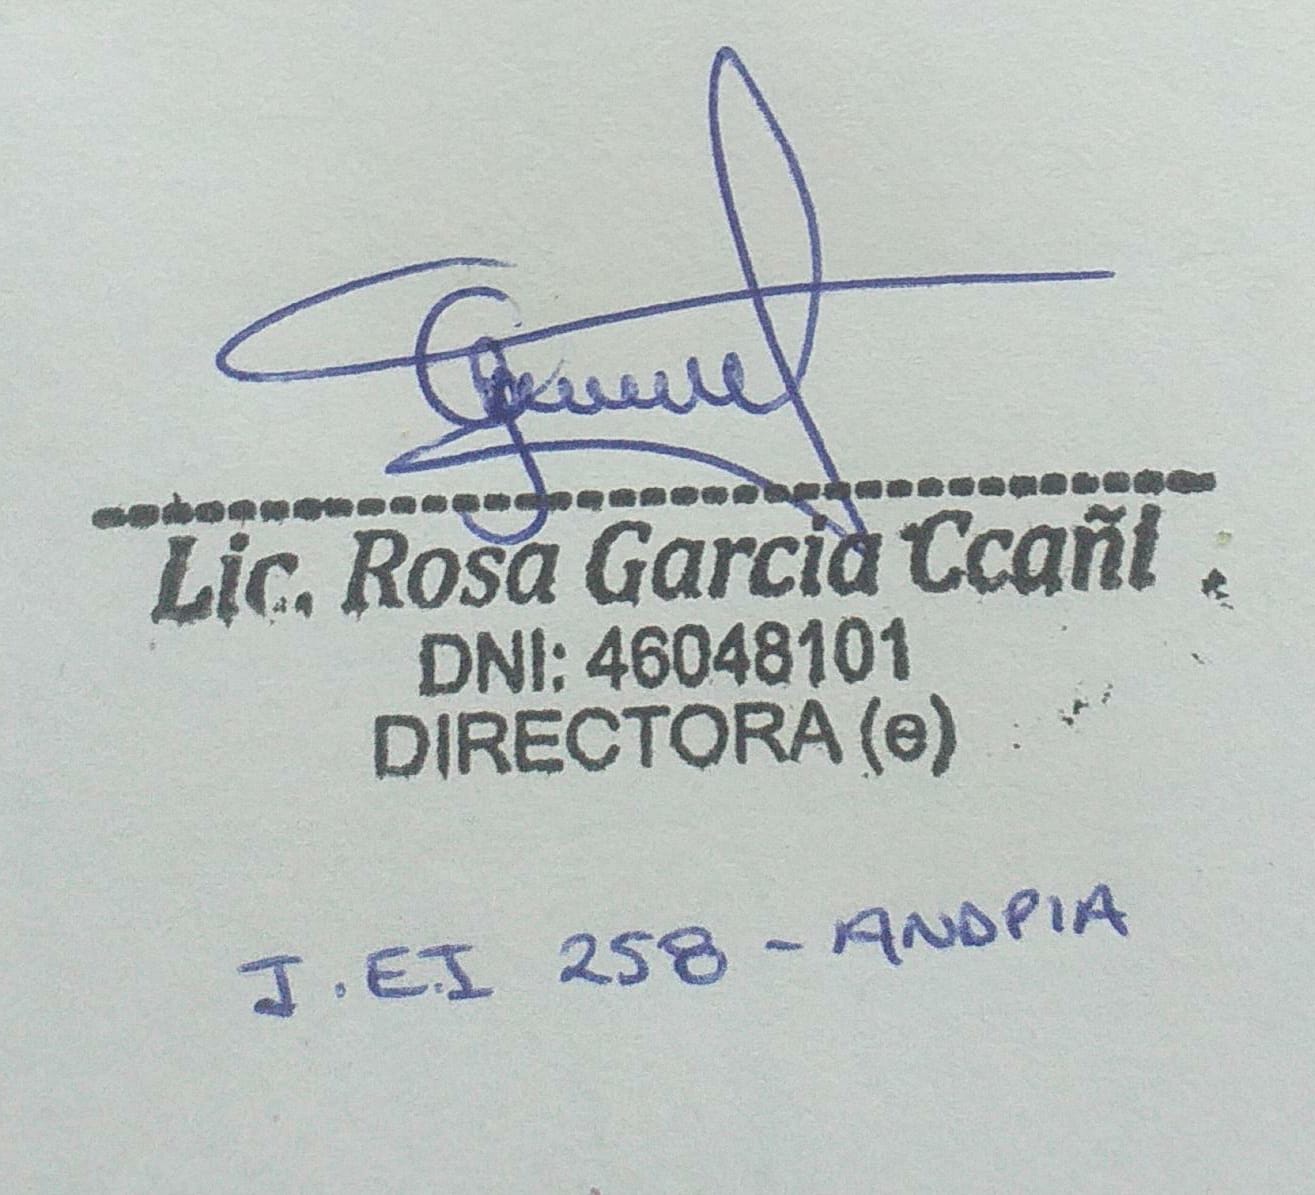 Lic. Rosa Garcia Ccañi
DNI: 46048101
DIRECTORA (e)
J.E.I 258 - ANDPIA